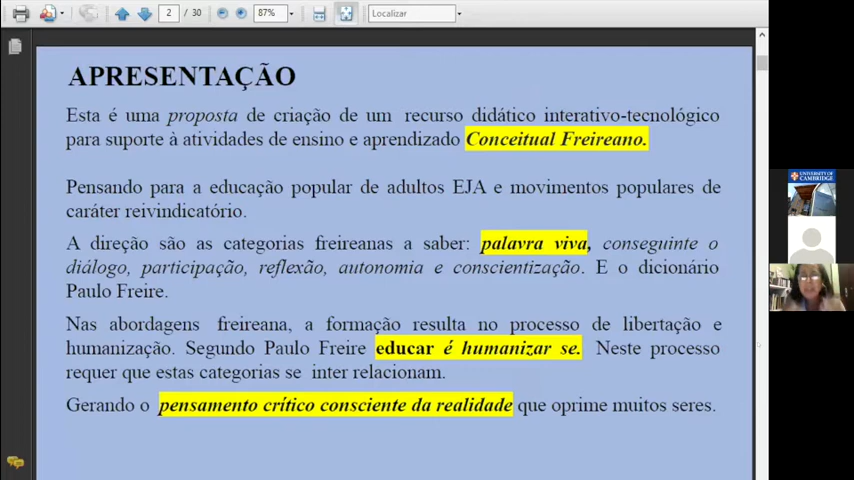 2 / 30
87%
Localizar
APRESENTAÇÃO
Esta é uma proposta de criação de um recurso didático interativo-tecnológico
para suporte à atividades de ensino e aprendizado Conceitual Freireano.
Pensando para a educação popular de adultos EJA e movimentos populares de
caráter reivindicatório.
A direção são as categorias freireanas a saber: palavra viva, conseguinte o
diálogo, participação, reflexão, autonomia e conscientização. E o dicionário
Paulo Freire.
Nas abordagens freireana, a formação resulta no processo de libertação e
humanização. Segundo Paulo Freire educar é humanizar se. Neste processo
requer que estas categorias se inter relacionam.
Gerando o pensamento crítico consciente da realidade que oprime muitos seres.
UNIVERSITY OF
CAMBRIDGE